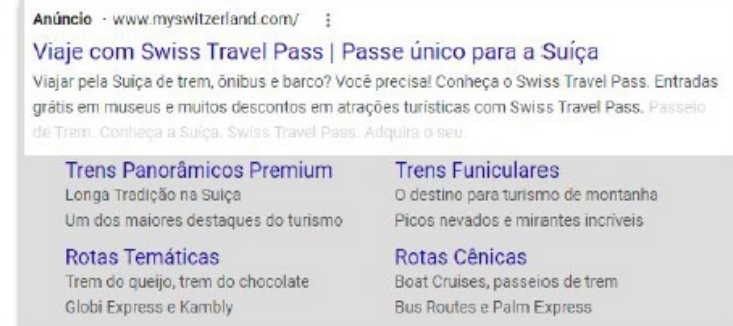 Anúncio · www.myswitzerland.com/
Viaje com Swiss Travel Pass | Passe único para a Suíça
Viajar pela Suíça de trem, ônibus e barco? Você precisa! Conheça o Swiss Travel Pass. Entradas
grátis em museus e muitos descontos em atrações turísticas com Swiss Travel Pass. Passeio
de Trem. Conheça a Suíça. Swiss Travel Pass. Adquira o seu.
Trens Panorâmicos Premium
Longa Tradição na Suíça
Um dos maiores destaques do turismo
Trens Funiculares
O destino para turismo de montanha
Picos nevados e mirantes incríveis
Rotas Temáticas
Trem do queijo, trem do chocolate
Globi Express e Kambly
Rotas Cênicas
Boat Cruises, passeios de trem
Bus Routes e Palm Express